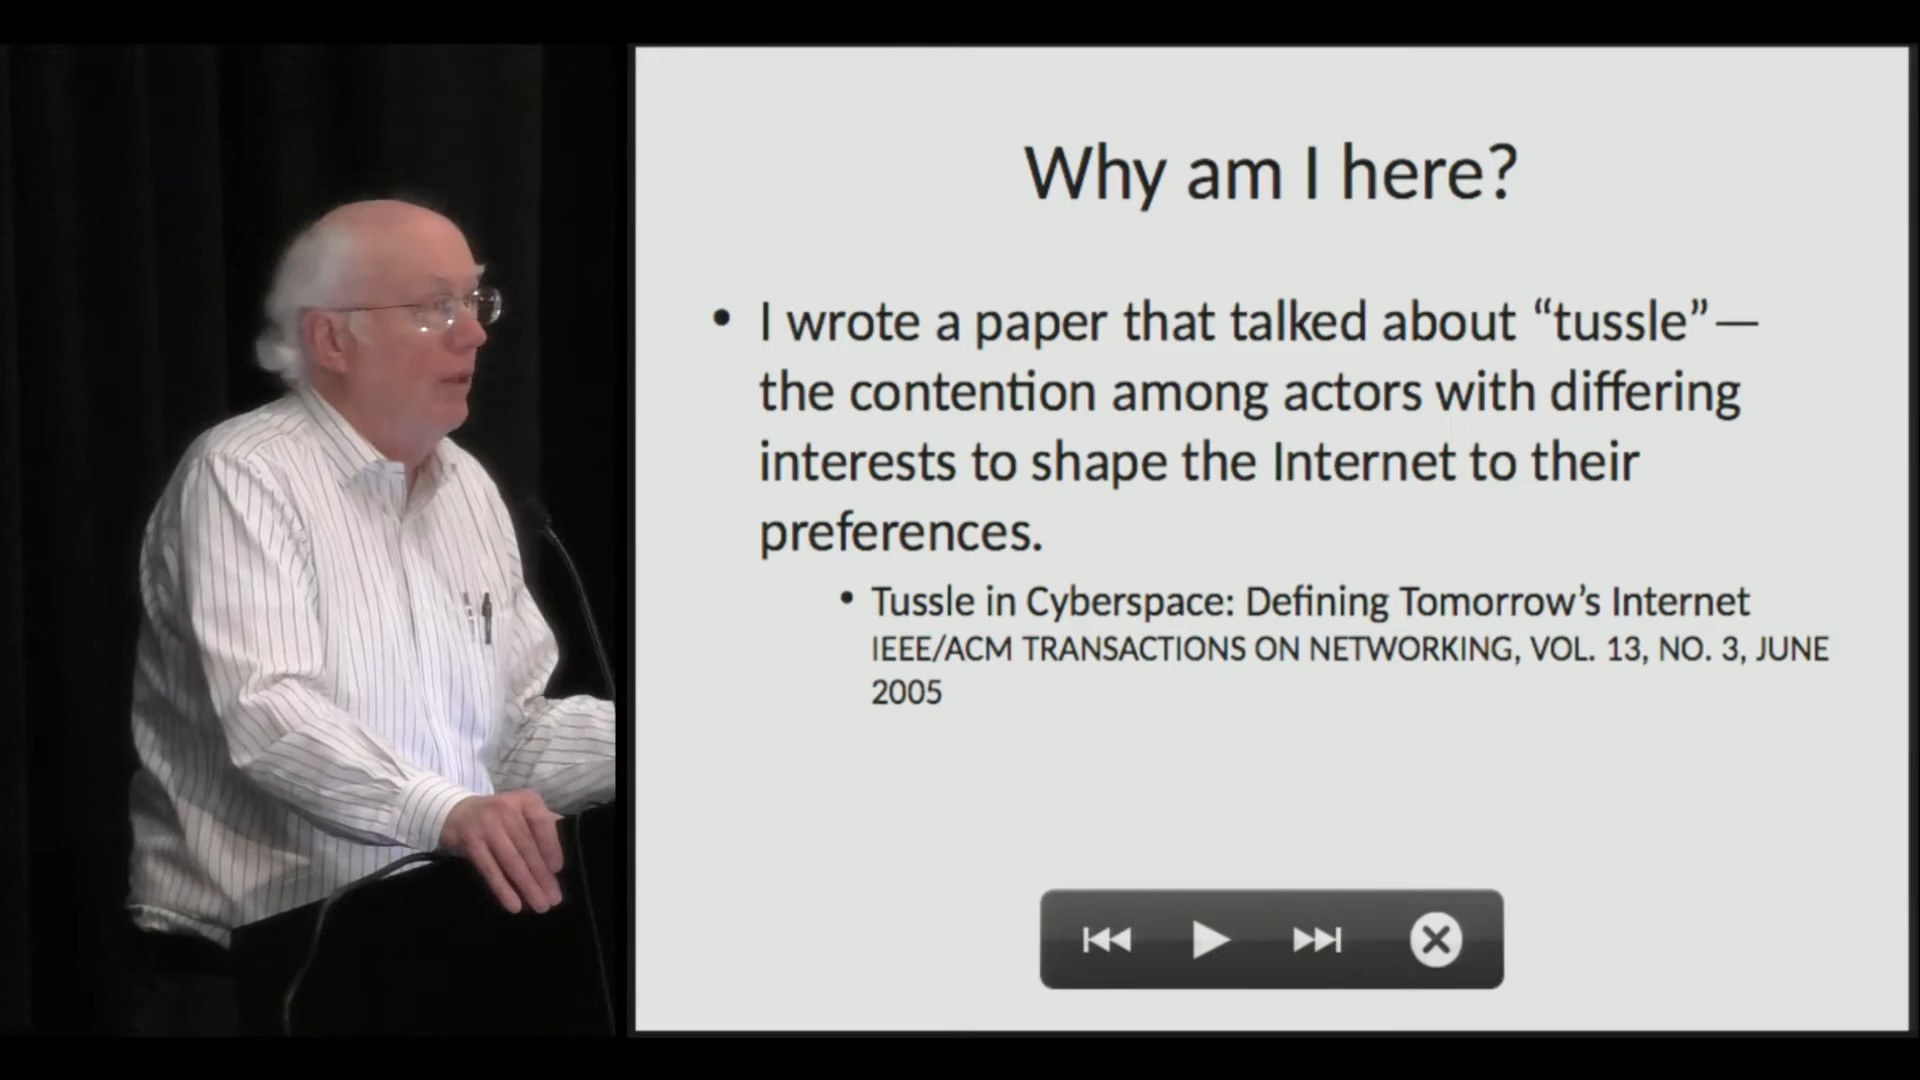 Why am I here?
• I wrote a paper that talked about “tussle”—
the contention among actors with differing
interests to shape the Internet to their
preferences.
• Tussle in Cyberspace: Defining Tomorrow’s Internet
IEEE/ACM TRANSACTIONS ON NETWORKING, VOL. 13, NO. 3, JUNE
2005